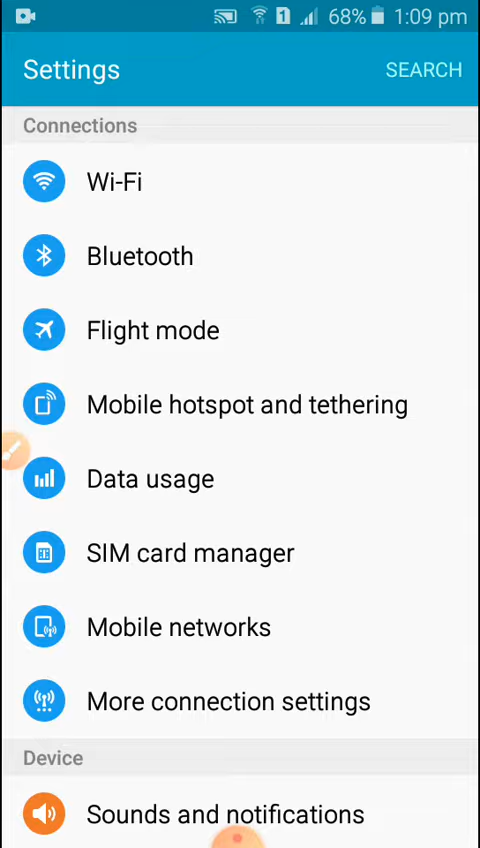 1 68% 1:09 pm
Settings SEARCH
Connections
Wi-Fi
Bluetooth
Flight mode
Mobile hotspot and tethering
Data usage
SIM card manager
Mobile networks
More connection settings
Device
Sounds and notifications